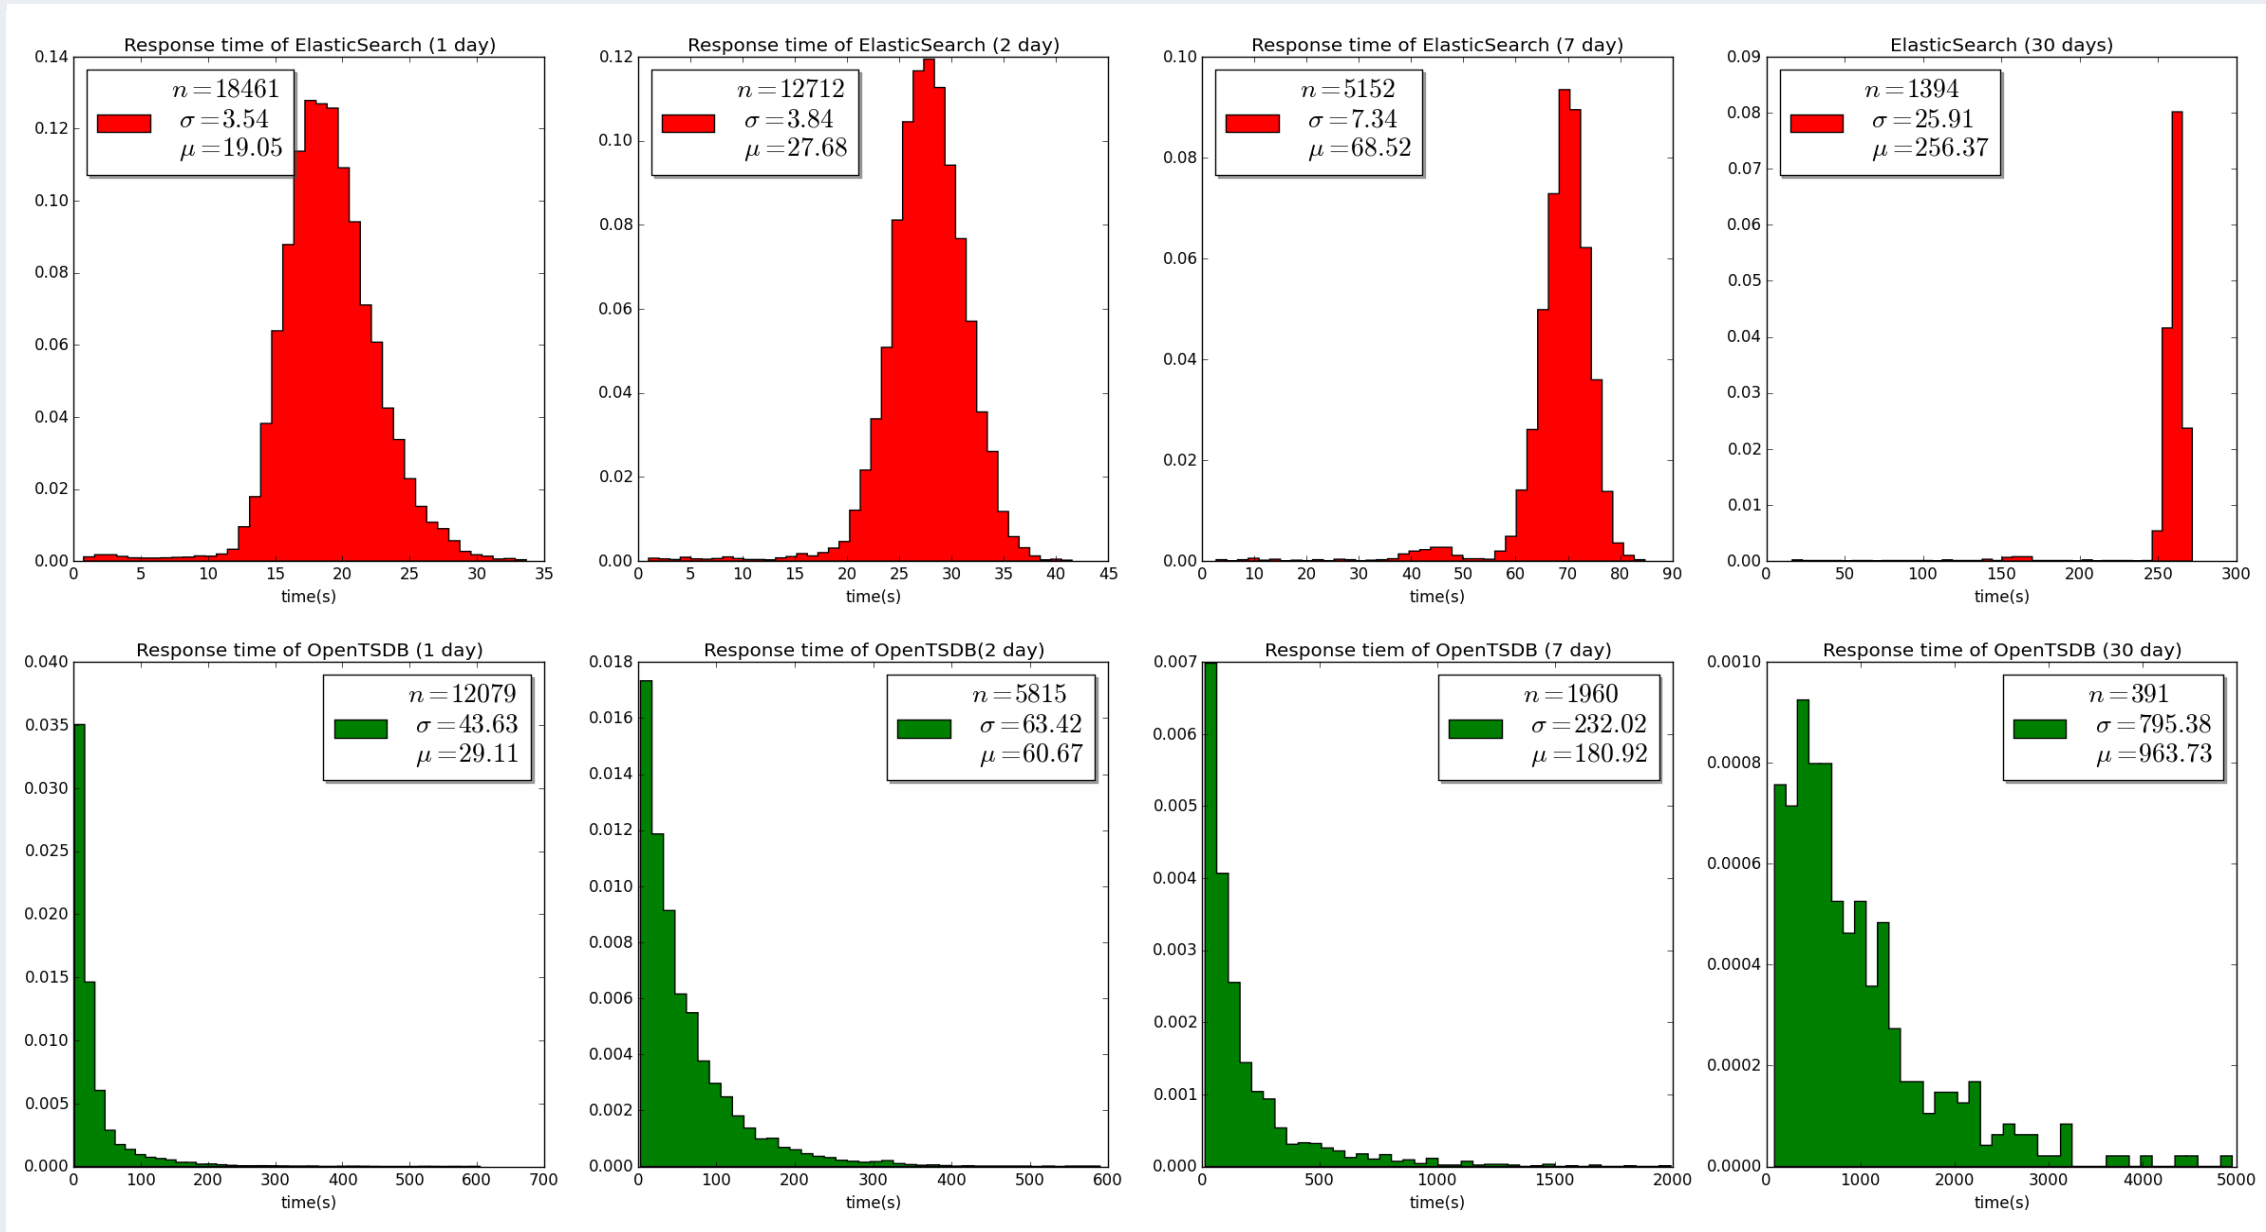 Response time of ElasticSearch (1 day)
n=18461
σ=3.54
μ=19.05
0.14
0.12
0.10
0.08
0.06
0.04
0.02
0.00
0 5 10 15 20 25 30 35
time(s)
Response time of ElasticSearch (2 day)
n=12712
σ=3.84
μ=27.68
0.12
0.10
0.08
0.06
0.04
0.02
0.00
0 5 10 15 20 25 30 35 40 45
time(s)
Response time of ElasticSearch (7 day)
n=5152
σ=7.34
μ=68.52
0.10
0.08
0.06
0.04
0.02
0.00
0 10 20 30 40 50 60 70 80 90
time(s)
ElasticSearch (30 days)
n=1394
σ=25.91
μ=256.37
0.09
0.08
0.07
0.06
0.05
0.04
0.03
0.02
0.01
0.00
0 50 100 150 200 250 300
time(s)
Response time of OpenTSDB (1 day)
n=12079
σ=43.63
μ=29.11
0.040
0.035
0.030
0.025
0.020
0.015
0.010
0.005
0.000
0 100 200 300 400 500 600 700
time(s)
Response time of OpenTSDB(2 day)
n=5815
σ=63.42
μ=60.67
0.018
0.016
0.014
0.012
0.010
0.008
0.006
0.004
0.002
0.000
0 100 200 300 400 500 600
time(s)
Response tiem of OpenTSDB (7 day)
n=1960
σ=232.02
μ=180.92
0.007
0.006
0.005
0.004
0.003
0.002
0.001
0.000
0 500 1000 1500 2000
time(s)
Response time of OpenTSDB (30 day)
n=391
σ=795.38
μ=963.73
0.0010
0.0008
0.0006
0.0004
0.0002
0.0000
0 1000 2000 3000 4000 5000
time(s)